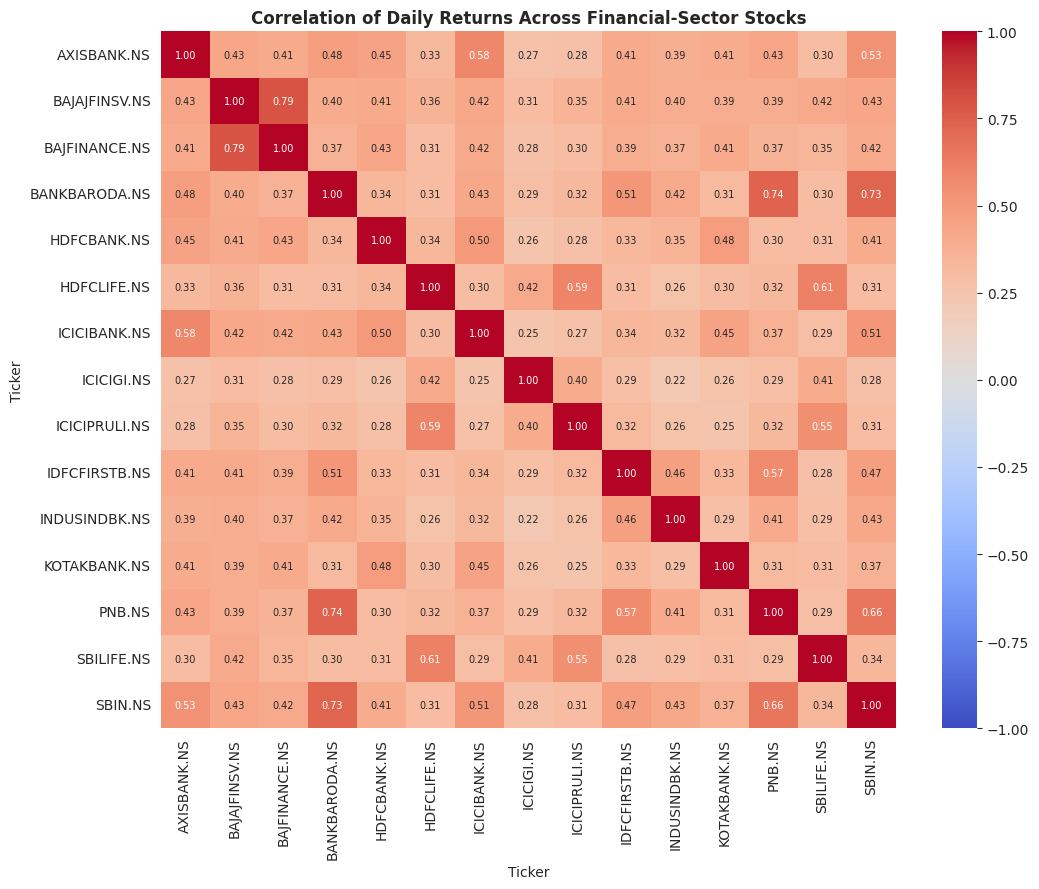 Correlation of Daily Returns Across Financial-Sector Stocks
Ticker
AXISBANK.NS 1.00 0.43 0.41 0.48 0.45 0.33 0.58 0.27 0.28 0.41 0.39 0.41 0.43 0.30 0.53
BAJAJFINSV.NS 0.43 1.00 0.79 0.40 0.41 0.36 0.42 0.31 0.35 0.41 0.40 0.39 0.39 0.42 0.43
BAJFINANCE.NS 0.41 0.79 1.00 0.37 0.43 0.31 0.42 0.28 0.30 0.39 0.37 0.41 0.37 0.35 0.42
BANKBARODA.NS 0.48 0.40 0.37 1.00 0.34 0.31 0.43 0.29 0.32 0.51 0.42 0.31 0.74 0.30 0.73
HDFCBANK.NS 0.45 0.41 0.43 0.34 1.00 0.34 0.50 0.26 0.28 0.33 0.35 0.48 0.30 0.31 0.41
HDFCLIFE.NS 0.33 0.36 0.31 0.31 0.34 1.00 0.30 0.42 0.59 0.31 0.26 0.30 0.32 0.61 0.31
ICICIBANK.NS 0.58 0.42 0.42 0.43 0.50 0.30 1.00 0.25 0.27 0.34 0.32 0.45 0.37 0.29 0.51
ICICIGI.NS 0.27 0.31 0.28 0.29 0.26 0.42 0.25 1.00 0.40 0.29 0.22 0.26 0.29 0.41 0.28
ICICIPRULI.NS 0.28 0.35 0.30 0.32 0.28 0.59 0.27 0.40 1.00 0.32 0.26 0.25 0.32 0.55 0.31
IDFCFIRSTB.NS 0.41 0.41 0.39 0.51 0.33 0.31 0.34 0.29 0.32 1.00 0.46 0.33 0.57 0.28 0.47
INDUSINDBK.NS 0.39 0.40 0.37 0.42 0.35 0.26 0.32 0.22 0.26 0.46 1.00 0.29 0.41 0.29 0.43
KOTAKBANK.NS 0.41 0.39 0.41 0.31 0.48 0.30 0.45 0.26 0.25 0.33 0.29 1.00 0.31 0.31 0.37
PNB.NS 0.43 0.39 0.37 0.74 0.30 0.32 0.37 0.29 0.32 0.57 0.41 0.31 1.00 0.29 0.66
SBILIFE.NS 0.30 0.42 0.35 0.30 0.31 0.61 0.29 0.41 0.55 0.28 0.29 0.31 0.29 1.00 0.34
SBIN.NS 0.53 0.43 0.42 0.73 0.41 0.31 0.51 0.28 0.31 0.47 0.43 0.37 0.66 0.34 1.00
AXISBANK.NS
BAJAJFINSV.NS
BAJFINANCE.NS
BANKBARODA.NS
HDFCBANK.NS
HDFCLIFE.NS
ICICIBANK.NS
ICICIGI.NS
ICICIPRULI.NS
IDFCFIRSTB.NS
INDUSINDBK.NS
KOTAKBANK.NS
PNB.NS
SBILIFE.NS
SBIN.NS
Ticker
1.00
0.75
0.50
0.25
0.00
−0.25
−0.50
−0.75
−1.00